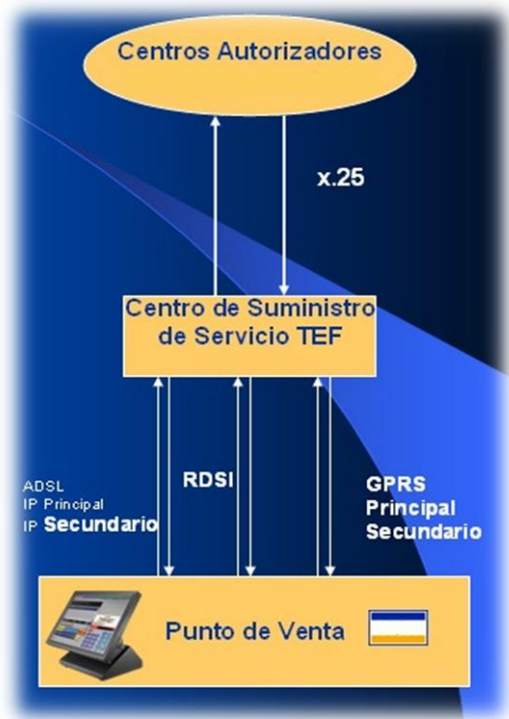 Centros Autorizadores
x.25
Centro de Suministro
de Servicio TEF
ADSL
IP Principal
IP Secundario
RDSI
GPRS
Principal
Secundario
Punto de Venta